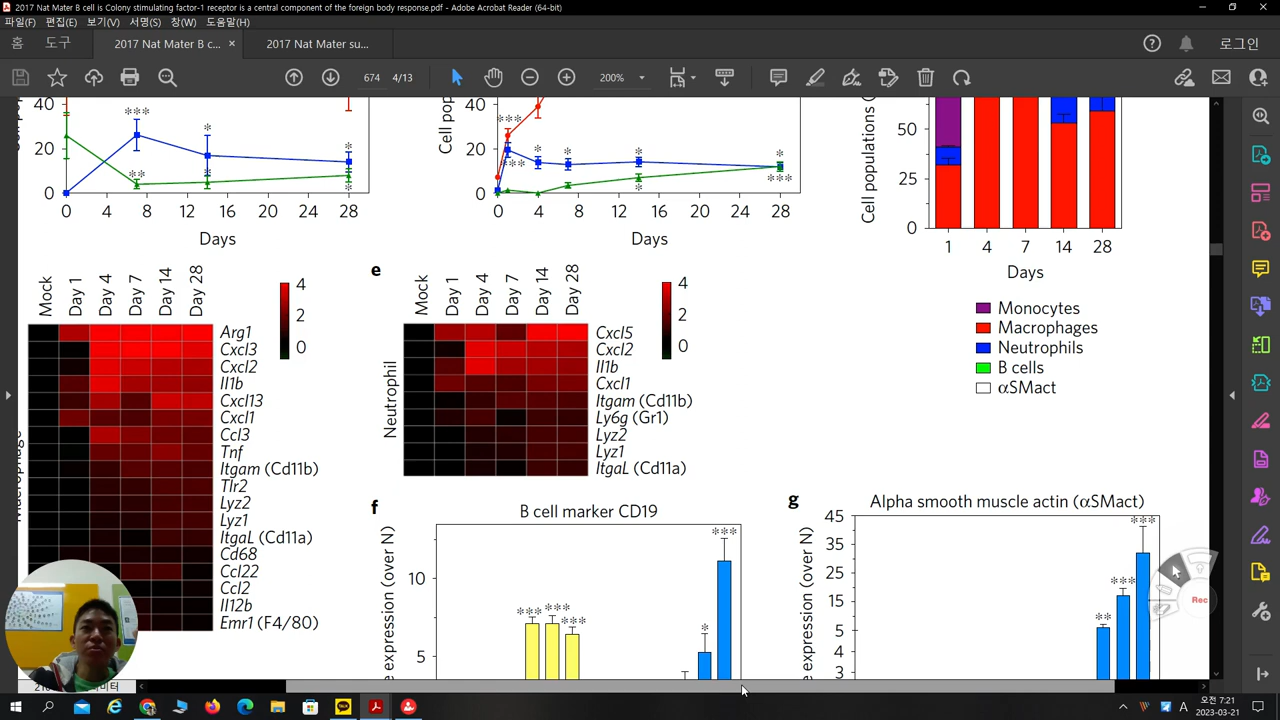 2017 Nat Mater B cell is Colony stimulating factor-1 receptor is a central component of the foreign body response.pdf - Adobe Acrobat Reader (64-bit)
파일(F) 편집(E) 보기(V) 서명(S) 창(W) 도움말(H)
홈 도구 2017 Nat Mater B c... × 2017 Nat Mater su... 로그인
674 4/13 200%
40
20
0
*** * * ** * *
0 4 8 12 16 20 24 28
Days
Cell pop
40
20
0
*** * * * * ** * ***
0 4 8 12 16 20 24 28
Days
Cell populations (
50
25
0
1 4 7 14 28
Days
Monocytes
Macrophages
Neutrophils
B cells
αSMact
Mock Day 1 Day 4 Day 7 Day 14 Day 28
4
2
0
Arg1
Cxcl3
Cxcl2
Il1b
Cxcl13
Cxcl1
Ccl3
Tnf
Itgam (Cd11b)
Tlr2
Lyz2
Lyz1
ItgaL (Cd11a)
Cd68
Ccl22
Ccl2
Il12b
Emr1 (F4/80)
e
Mock Day 1 Day 4 Day 7 Day 14 Day 28
4
2
0
Neutrophil
Cxcl5
Cxcl2
Il1b
Cxcl1
Itgam (Cd11b)
Ly6g (Gr1)
Lyz2
Lyz1
ItgaL (Cd11a)
f
B cell marker CD19
e expression (over N)
10
5
*** *** *** * ***
g
Alpha smooth muscle actin (αSMact)
e expression (over N)
45
35
25
15
5
4
3
** *** ***
Rec
A 오전 7:21
2023-03-21